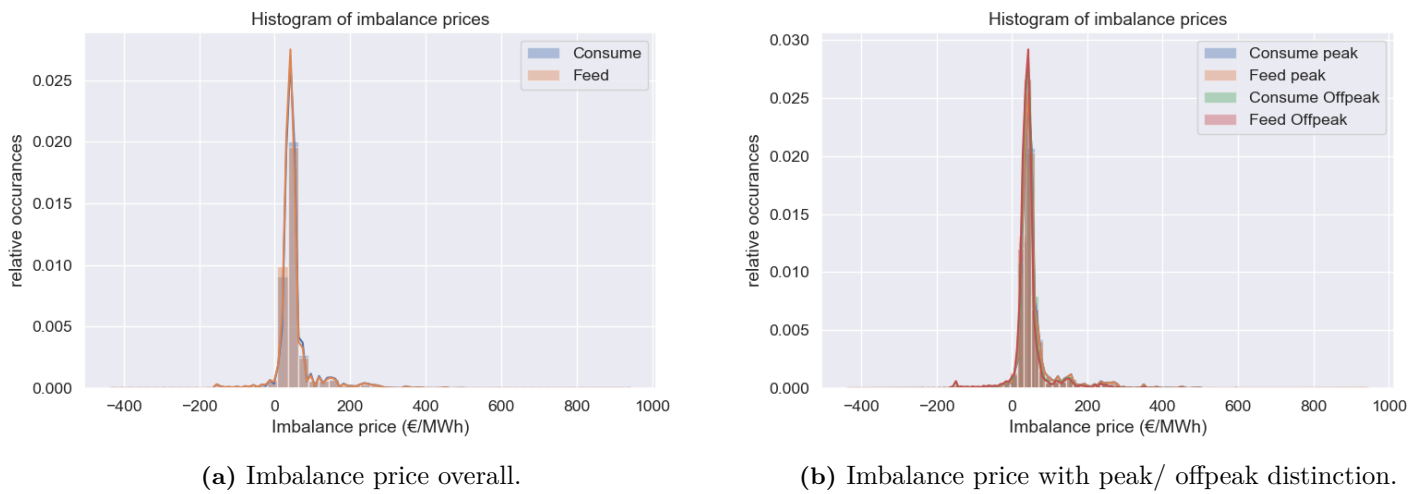 Histogram of imbalance prices
Consume
Feed
0.025
0.020
0.015
0.010
0.005
0.000
relative occurances
−400
−200
0
200
400
600
800
1000
Imbalance price (€/MWh)
(a) Imbalance price overall.
Histogram of imbalance prices
Consume peak
Feed peak
Consume Offpeak
Feed Offpeak
0.030
0.025
0.020
0.015
0.010
0.005
0.000
relative occurances
−400
−200
0
200
400
600
800
1000
Imbalance price (€/MWh)
(b) Imbalance price with peak/ offpeak distinction.